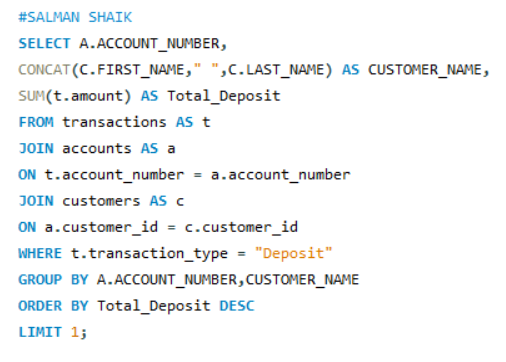 #SALMAN SHAIK
SELECT A.ACCOUNT_NUMBER,
CONCAT(C.FIRST_NAME," ",C.LAST_NAME) AS CUSTOMER_NAME,
SUM(t.amount) AS Total_Deposit
FROM transactions AS t
JOIN accounts AS a
ON t.account_number = a.account_number
JOIN customers AS c
ON a.customer_id = c.customer_id
WHERE t.transaction_type = "Deposit"
GROUP BY A.ACCOUNT_NUMBER,CUSTOMER_NAME
ORDER BY Total_Deposit DESC
LIMIT 1;